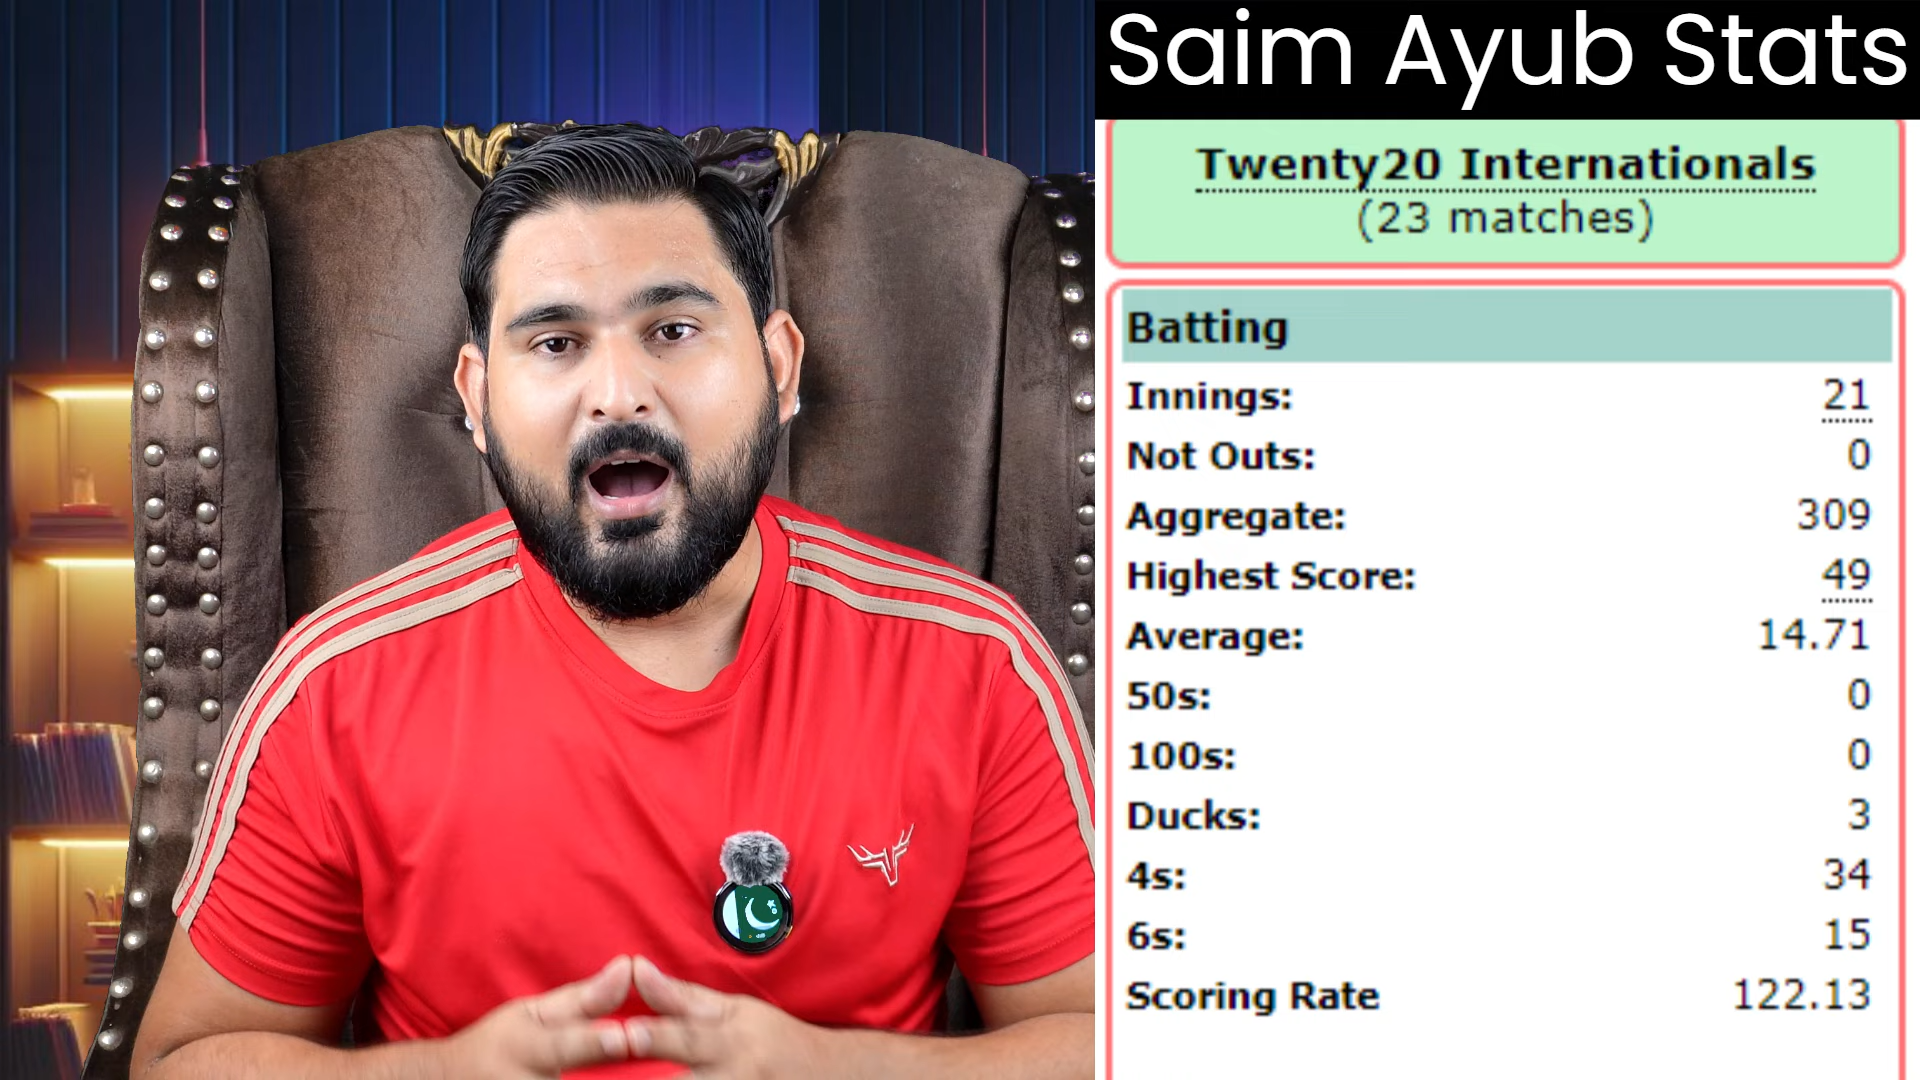 Saim Ayub Stats
Twenty20 Internationals
(23 matches)
Batting
Innings: 21
Not Outs: 0
Aggregate: 309
Highest Score: 49
Average: 14.71
50s: 0
100s: 0
Ducks: 3
4s: 34
6s: 15
Scoring Rate 122.13